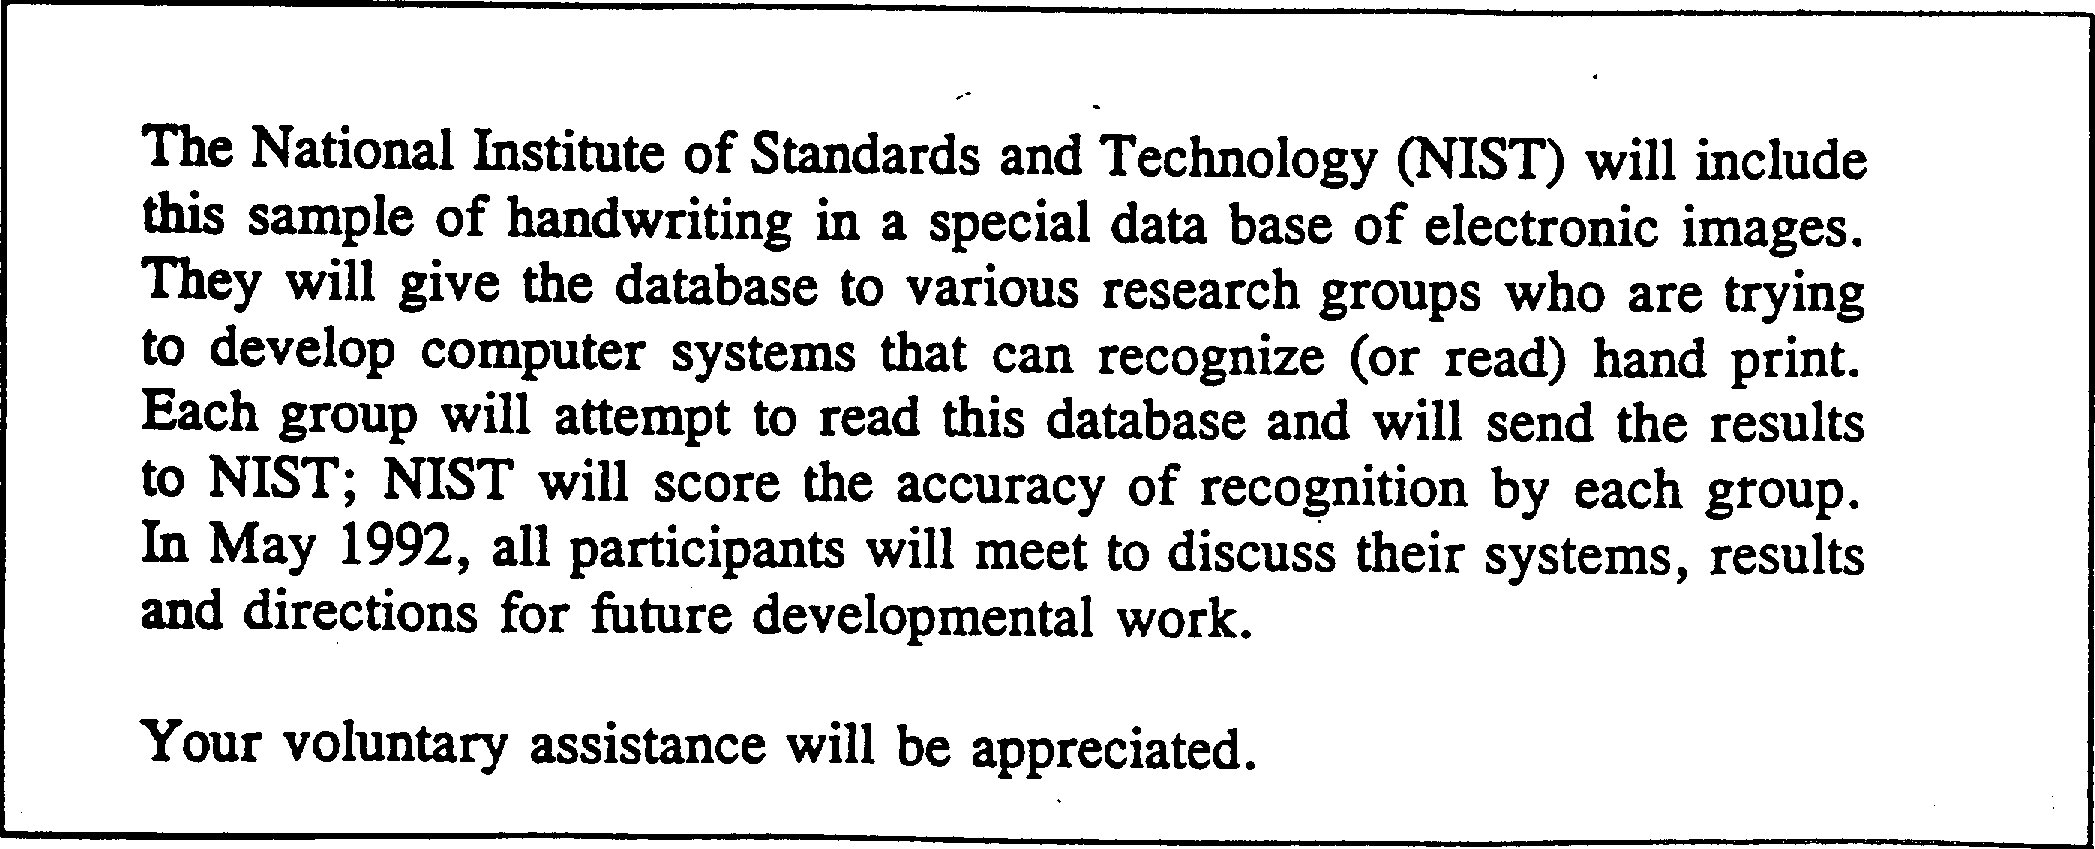 The National Institute of Standards and Technology (NIST) will include
this sample of handwriting in a special data base of electronic images.
They will give the database to various research groups who are trying
to develop computer systems that can recognize (or read) hand print.
Each group will attempt to read this database and will send the results
to NIST; NIST will score the accuracy of recognition by each group.
In May 1992, all participants will meet to discuss their systems, results
and directions for future developmental work.
Your voluntary assistance will be appreciated.